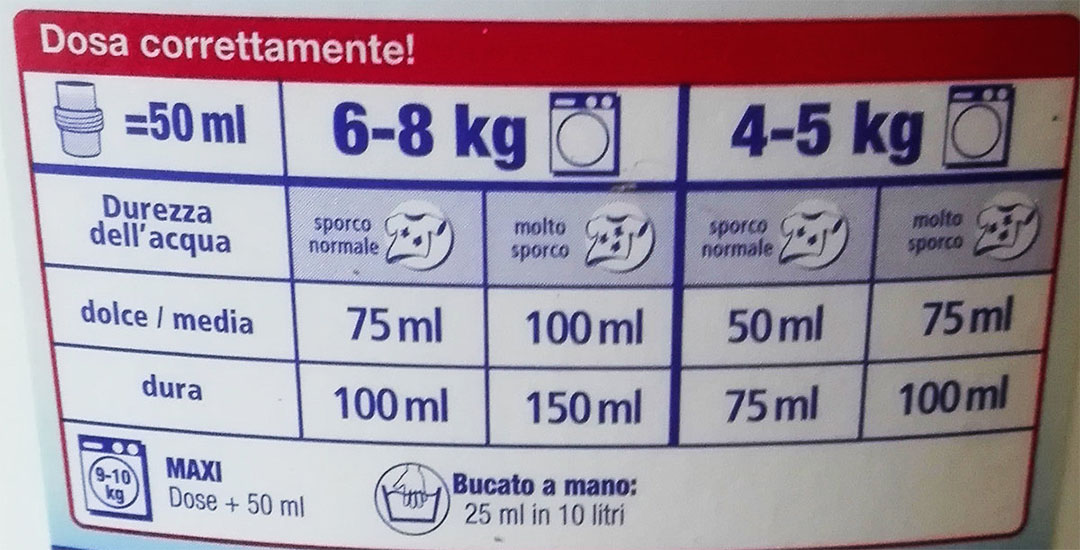 Dosa correttamente!
=50 ml 6-8 kg 4-5 kg
Durezza
dell'acqua
sporco
normale
molto
sporco
sporco
normale
molto
sporco
dolce / media 75 ml 100 ml 50 ml 75 ml
dura 100 ml 150 ml 75 ml 100 ml
9-10
kg
MAXI
Dose + 50 ml
Bucato a mano:
25 ml in 10 litri